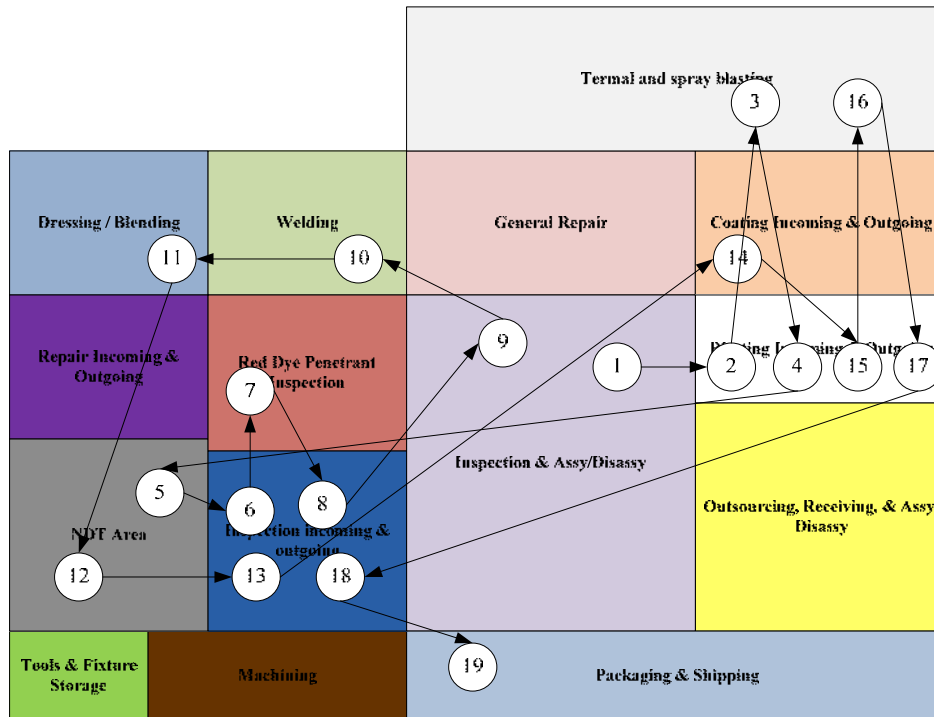 Termal and spray blasting
3
16
Dressing / Blending
Welding
General Repair
Coating Incoming & Outgoing
11
10
14
Repair Incoming &
Outgoing
Red Dye Penetrant
Inspection
7
9
1
Incoming
2
4
15
17
Inspection & Assy/Disassy
5
6
8
Outsourcing, Receiving, & Assy
Disassy
NDT Area
Inspection incoming &
outgoing
12
13
18
Tools & Fixture
Storage
Machining
19
Packaging & Shipping